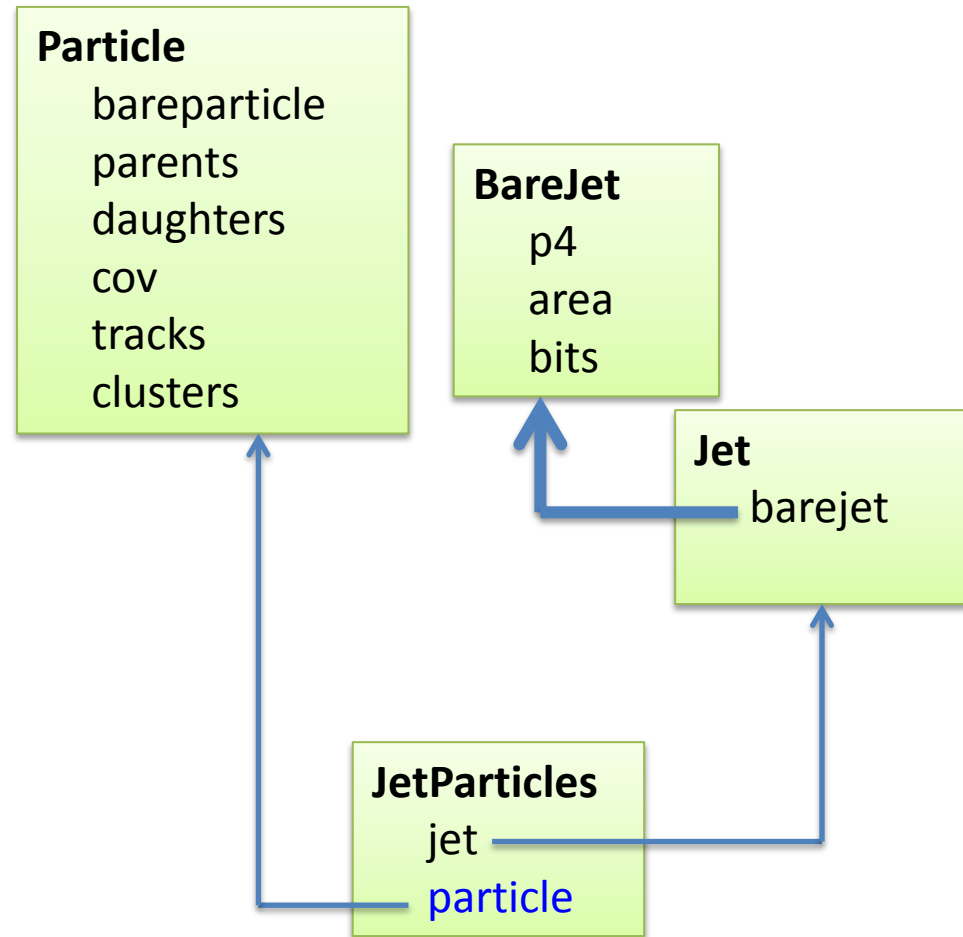 Particle
bareparticle
parents
daughters
cov
tracks
clusters
BareJet
p4
area
bits
Jet
barejet
JetParticles
jet
particle